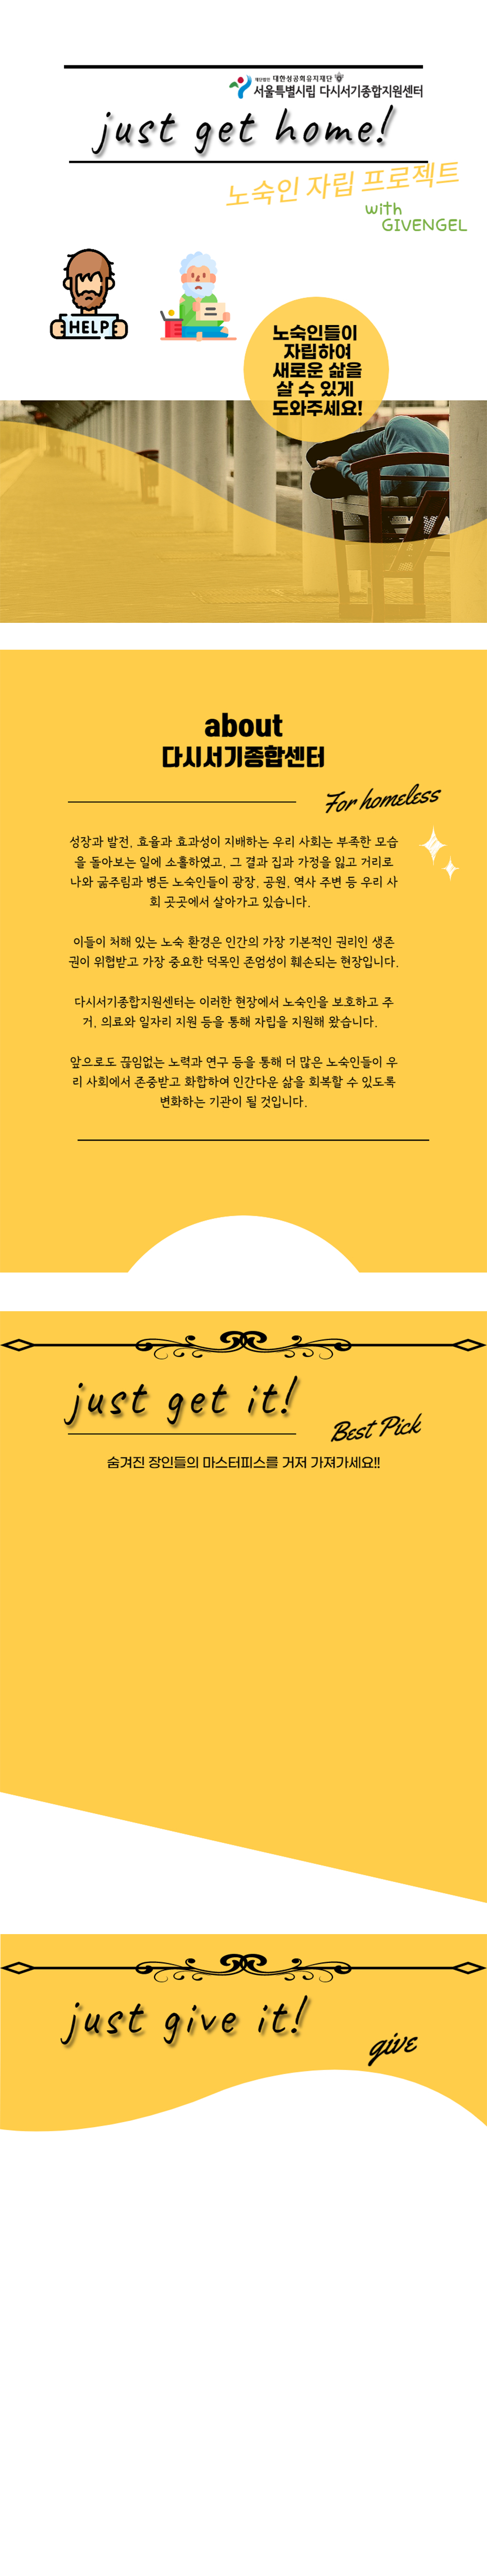 재단법인 대한성공회유지재단
서울특별시립 다시서기종합지원센터
just get home!
노숙인 자립 프로젝트
with
GIVENGEL
HELP
노숙인들이
자립하여
새로운 삶을
살 수 있게
도와주세요!
about
다시서기종합센터
For homeless
성장과 발전, 효율과 효과성이 지배하는 우리 사회는 부족한 모습
을 돌아보는 일에 소홀하였고, 그 결과 집과 가정을 잃고 거리로
나와 굶주림과 병든 노숙인들이 광장, 공원, 역사 주변 등 우리 사
회 곳곳에서 살아가고 있습니다.
이들이 처해 있는 노숙 환경은 인간의 가장 기본적인 권리인 생존
권이 위협받고 가장 중요한 덕목인 존엄성이 훼손되는 현장입니다.
다시서기종합지원센터는 이러한 현장에서 노숙인을 보호하고 주
거, 의료와 일자리 지원 등을 통해 자립을 지원해 왔습니다.
앞으로도 끊임없는 노력과 연구 등을 통해 더 많은 노숙인들이 우
리 사회에서 존중받고 화합하여 인간다운 삶을 회복할 수 있도록
변화하는 기관이 될 것입니다.
just get it!
Best Pick
숨겨진 장인들의 마스터피스를 거저 가져가세요!!
just give it!
give